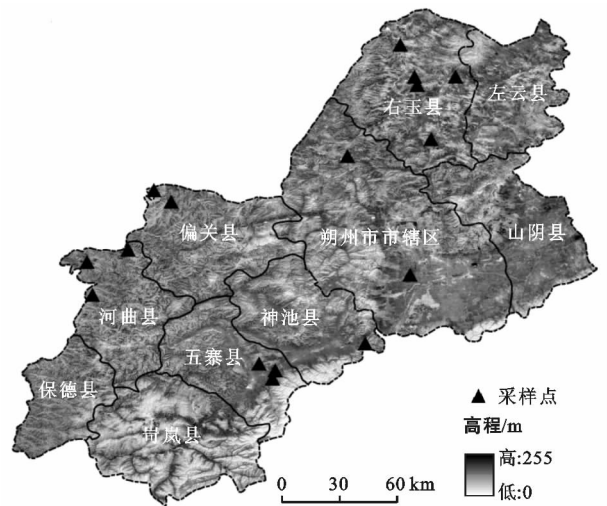 右玉县
左云县
偏关县
朔州市市辖区
山阴县
河曲县
神池县
五寨县
保德县
岢岚县
采样点
高程/m
高:255
低:0
0 30 60 km